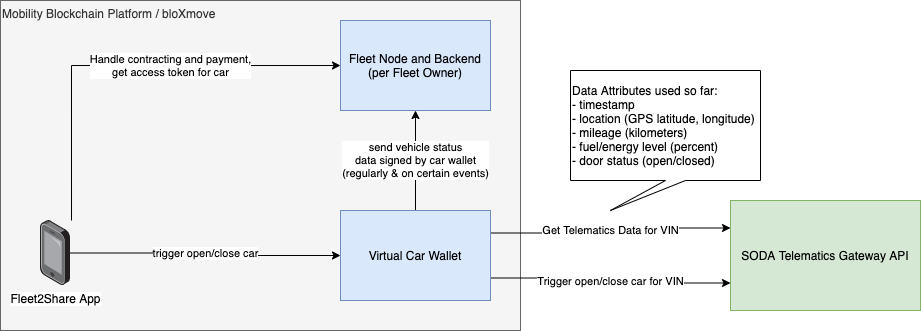 Mobility Blockchain Platform / bloXmove
Handle contracting and payment,
get access token for car
Fleet Node and Backend
(per Fleet Owner)
Data Attributes used so far:
- timestamp
- location (GPS latitude, longitude)
- mileage (kilometers)
- fuel/energy level (percent)
- door status (open/closed)
send vehicle status
data signed by car wallet
(regularly & on certain events)
Get Telematics Data for VIN
trigger open/close car
Virtual Car Wallet
SODA Telematics Gateway API
Trigger open/close car for VIN
Fleet2Share App